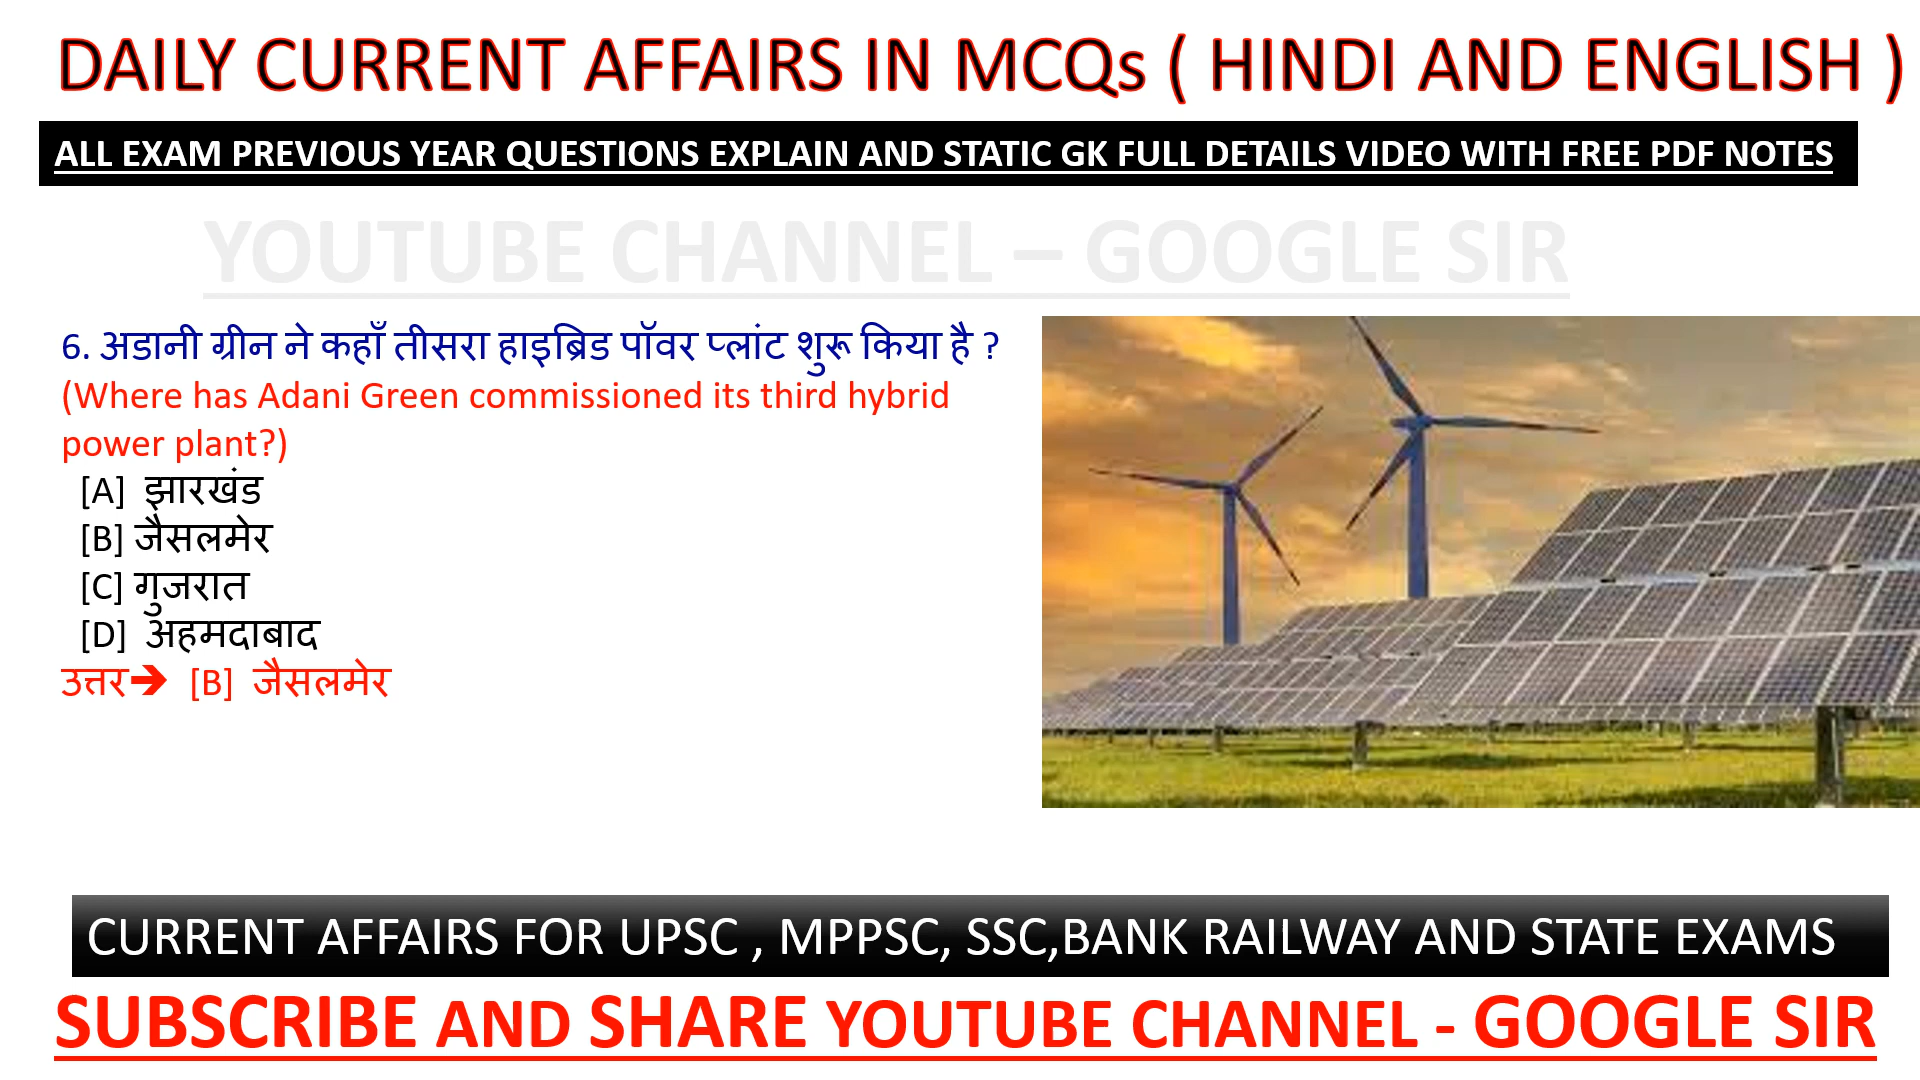 DAILY CURRENT AFFAIRS IN MCQs ( HINDI AND ENGLISH )
ALL EXAM PREVIOUS YEAR QUESTIONS EXPLAIN AND STATIC GK FULL DETAILS VIDEO WITH FREE PDF NOTES
YOUTUBE CHANNEL – GOOGLE SIR
6. अडानी ग्रीन ने कहाँ तीसरा हाइब्रिड पॉवर प्लांट शुरू किया है ?
(Where has Adani Green commissioned its third hybrid
power plant?)
[A] झारखंड
[B] जैसलमेर
[C] गुजरात
[D] अहमदाबाद
उत्तर🡺 [B] जैसलमेर
CURRENT AFFAIRS FOR UPSC , MPPSC, SSC,BANK RAILWAY AND STATE EXAMS
SUBSCRIBE AND SHARE YOUTUBE CHANNEL - GOOGLE SIR